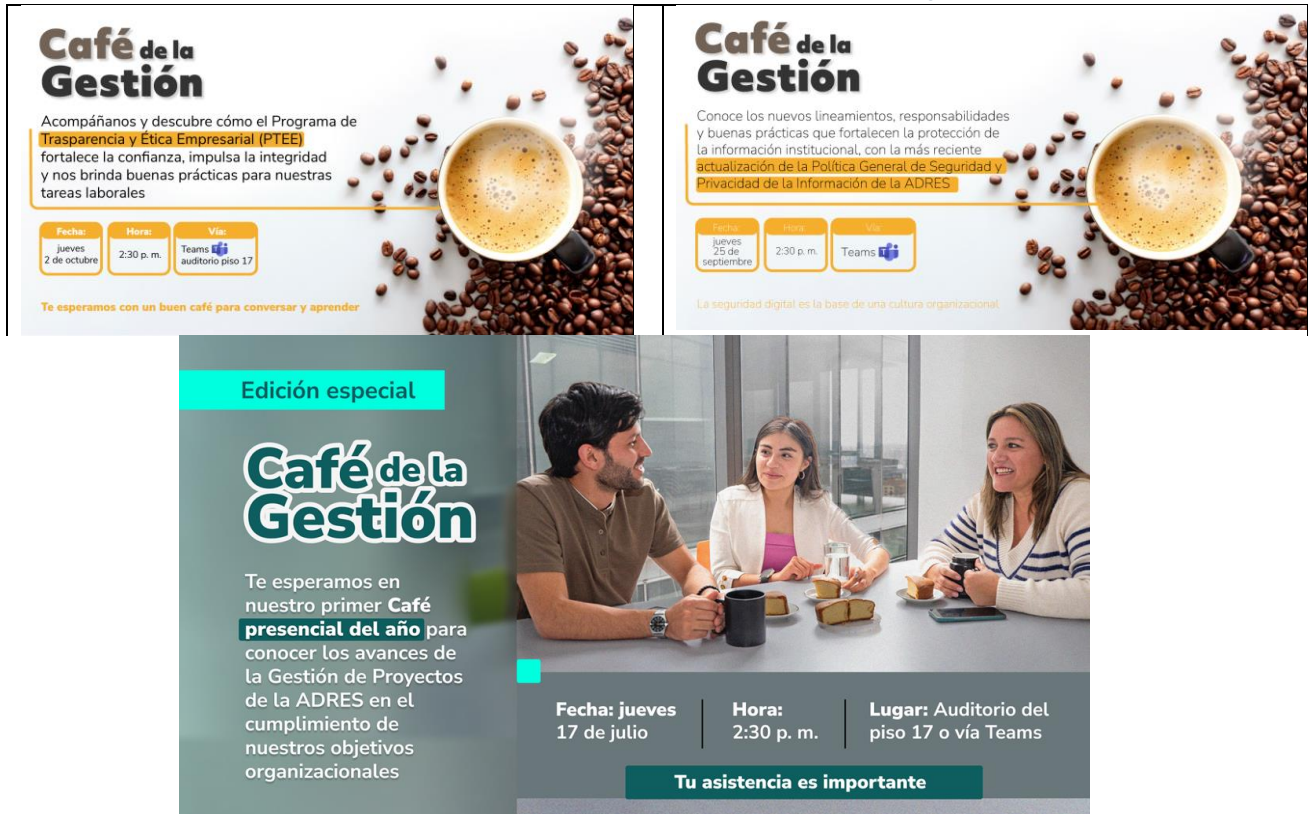 Café de la
Gestión
Acompáñanos y descubre cómo el Programa de
Trasparencia y Ética Empresarial (PTEE)
fortalece la confianza, impulsa la integridad
y nos brinda buenas prácticas para nuestras
tareas laborales
Fecha:
jueves
2 de octubre
Hora:
2:30 p. m.
Vía:
Teams
auditorio piso 17
Te esperamos con un buen café para conversar y aprender
Café de la
Gestión
Conoce los nuevos lineamientos, responsabilidades
y buenas prácticas que fortalecen la protección de
la información institucional, con la más reciente
actualización de la Política General de Seguridad y
Privacidad de la Información de la ADRES
Fecha:
jueves
25 de
septiembre
Hora:
2:30 p. m.
Vía:
Teams
La seguridad digital es la base de una cultura organizacional
Edición especial
Café de la
Gestión
Te esperamos en
nuestro primer Café
presencial del año para
conocer los avances de
la Gestión de Proyectos
de la ADRES en el
cumplimiento de
nuestros objetivos
organizacionales
Fecha: jueves
17 de julio
Hora:
2:30 p. m.
Lugar: Auditorio del
piso 17 o vía Teams
Tu asistencia es importante